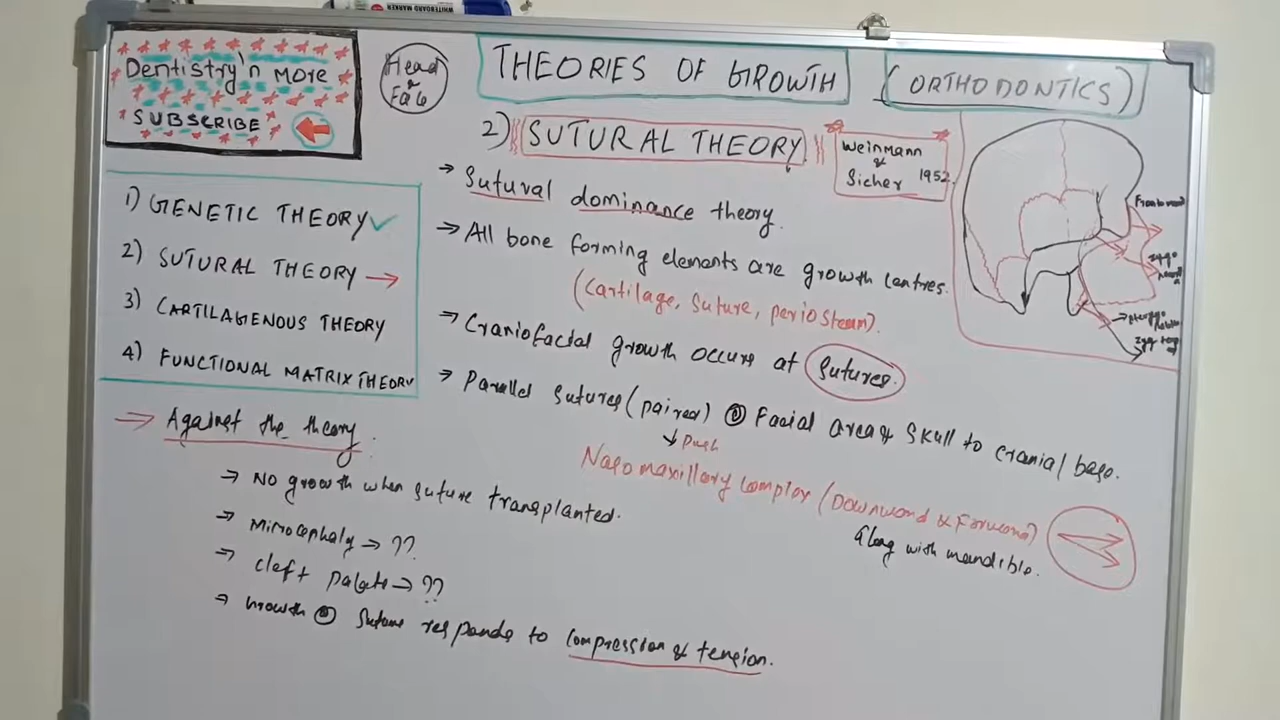 WHITEBOARD MARKER
Dentistry'n More
SUBSCRIBE
Head
&
Face
THEORIES OF GROWTH
(ORTHODONTICS)
2) SUTURAL THEORY
Weinmann
&
Sicher 1952
1) GENETIC THEORY ✓
2) SUTURAL THEORY →
3) CARTILAGENOUS THEORY
4) FUNCTIONAL MATRIX THEORY
→ Sutural dominance theory.
→ All bone forming elements are growth centres.
(Cartilage, Suture, periosteum).
→ Craniofacial growth occurs at Sutures.
→ Parallel Sutures (paired) @ Facial area & Skull to cranial base.
↓ Push
Nasomaxillary complex (Downward & Forward)
Along with mandible.
→ Against the theory:
→ No growth when suture transplanted.
→ Microcephaly → ??
→ Cleft palate → ??
→ Growth @ Suture responds to compression & tension.